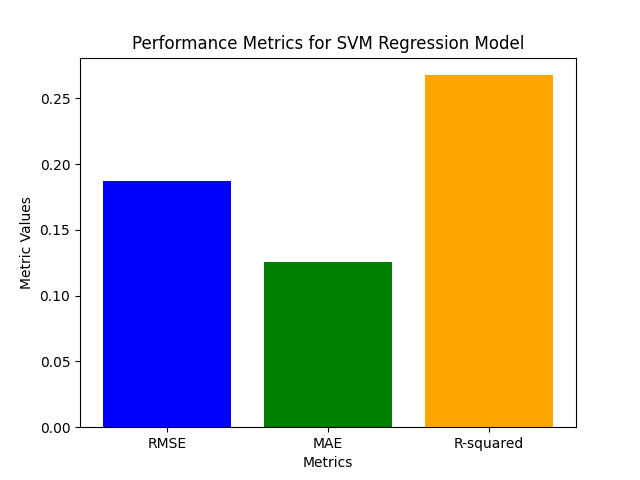 Performance Metrics for SVM Regression Model
0.25
0.20
0.15
0.10
0.05
0.00
Metric Values
RMSE MAE R-squared
Metrics